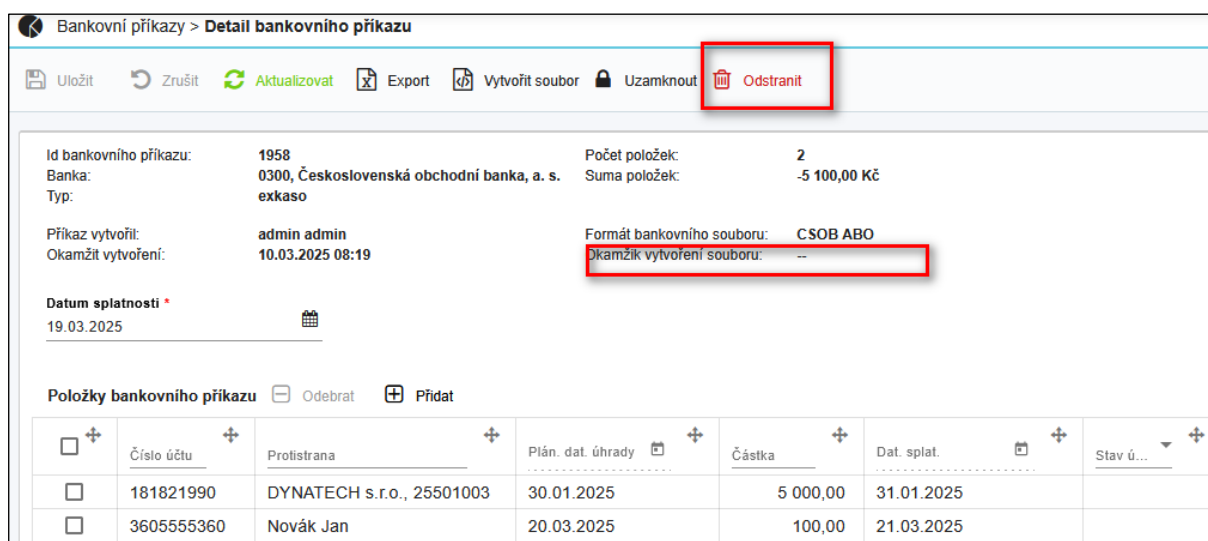 Bankovní příkazy > Detail bankovního příkazu
Uložit Zrušit Aktualizovat Export Vytvořit soubor Uzamknout Odstranit
Id bankovního příkazu: 1958 Počet položek: 2
Banka: 0300, Československá obchodní banka, a. s. Suma položek: -5 100,00 Kč
Typ: exkaso
Příkaz vytvořil: admin admin Formát bankovního souboru: CSOB ABO
Okamžit vytvoření: 10.03.2025 08:19 Okamžik vytvoření souboru: --
Datum splatnosti *
19.03.2025
Položky bankovního příkazu Odebrat Přidat
Číslo účtu Protistrana Plán. dat. úhrady Částka Dat. splat. Stav ú...
181821990 DYNATECH s.r.o., 25501003 30.01.2025 5 000,00 31.01.2025
3605555360 Novák Jan 20.03.2025 100,00 21.03.2025